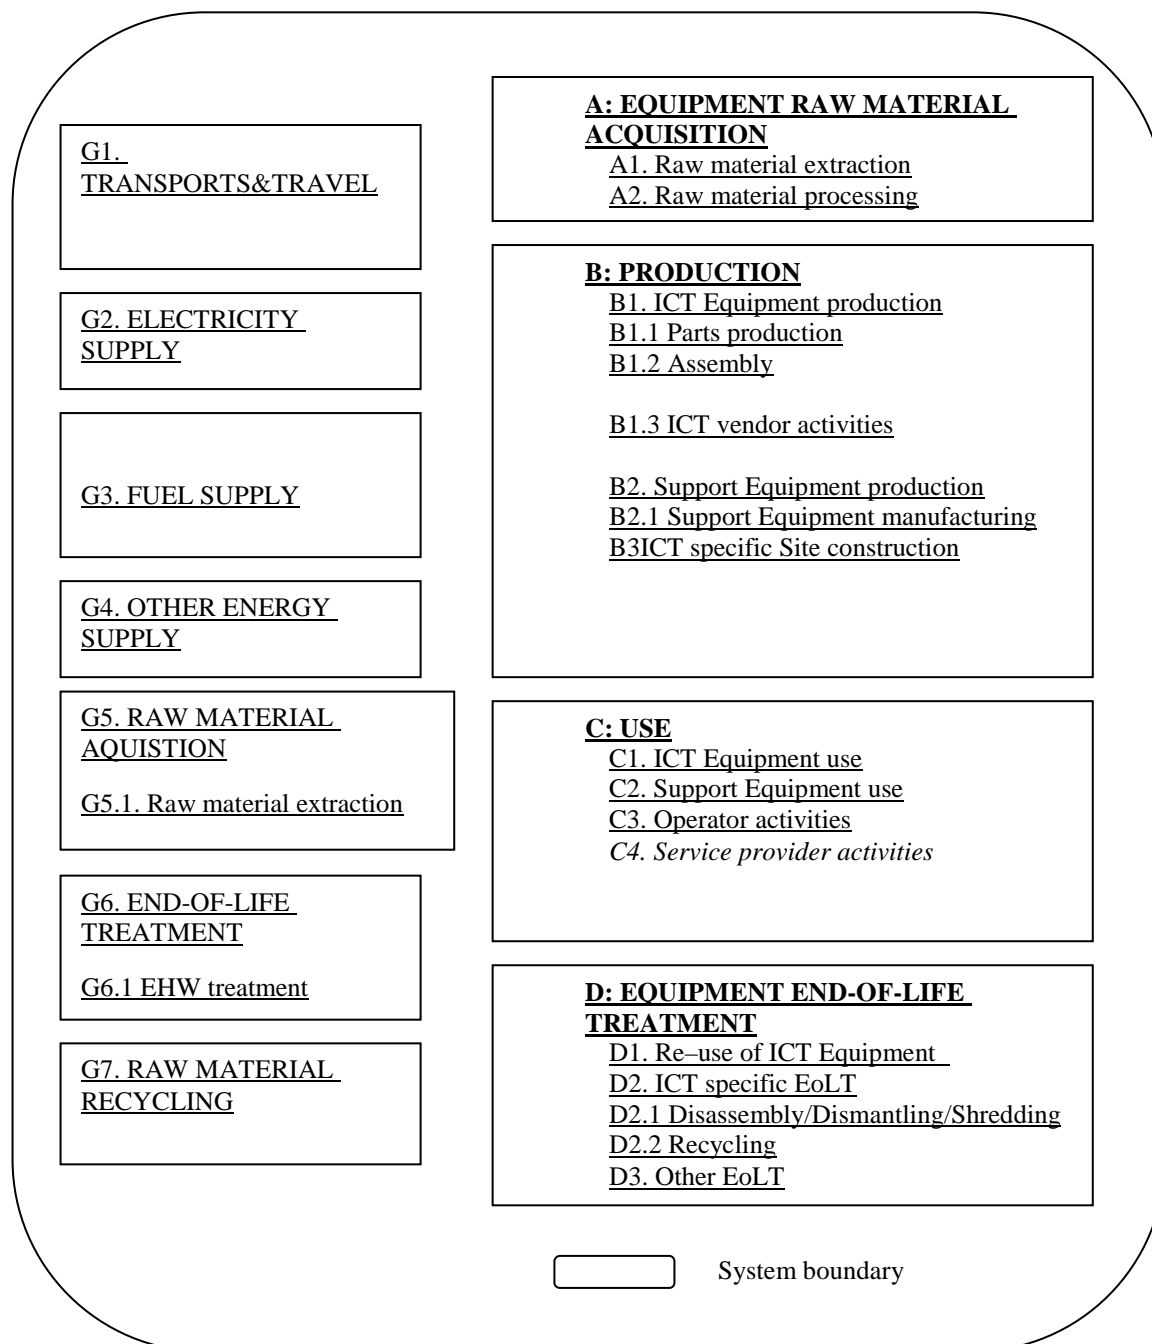 G1.
TRANSPORTS&TRAVEL
G2. ELECTRICITY
SUPPLY
G3. FUEL SUPPLY
G4. OTHER ENERGY
SUPPLY
G5. RAW MATERIAL
AQUISTION
G5.1. Raw material extraction
G6. END-OF-LIFE
TREATMENT
G6.1 EHW treatment
G7. RAW MATERIAL
RECYCLING
A: EQUIPMENT RAW MATERIAL
ACQUISITION
A1. Raw material extraction
A2. Raw material processing
B: PRODUCTION
B1. ICT Equipment production
B1.1 Parts production
B1.2 Assembly
B1.3 ICT vendor activities
B2. Support Equipment production
B2.1 Support Equipment manufacturing
B3ICT specific Site construction
C: USE
C1. ICT Equipment use
C2. Support Equipment use
C3. Operator activities
C4. Service provider activities
D: EQUIPMENT END-OF-LIFE
TREATMENT
D1. Re–use of ICT Equipment
D2. ICT specific EoLT
D2.1 Disassembly/Dismantling/Shredding
D2.2 Recycling
D3. Other EoLT
System boundary